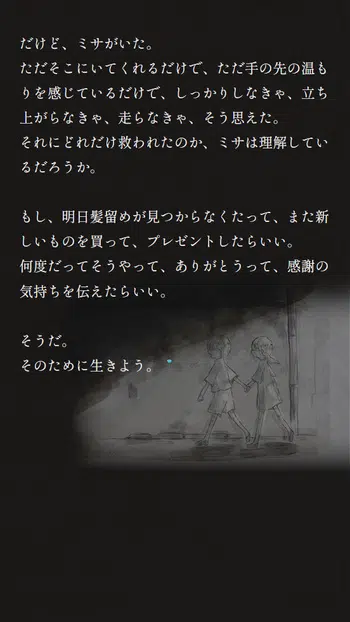 だけど、ミサがいた。
ただそこにいてくれるだけで、ただ手の先の温も
りを感じているだけで、しっかりしなきゃ、立ち
上がらなきゃ、走らなきゃ、そう思えた。
それにどれだけ救われたのか、ミサは理解してい
るだろうか。
もし、明日髪留めが見つからなくたって、また新
しいものを買って、プレゼントしたらいい。
何度だってそうやって、ありがとうって、感謝の
気持ちを伝えたらいい。
そうだ。
そのために生きよう。